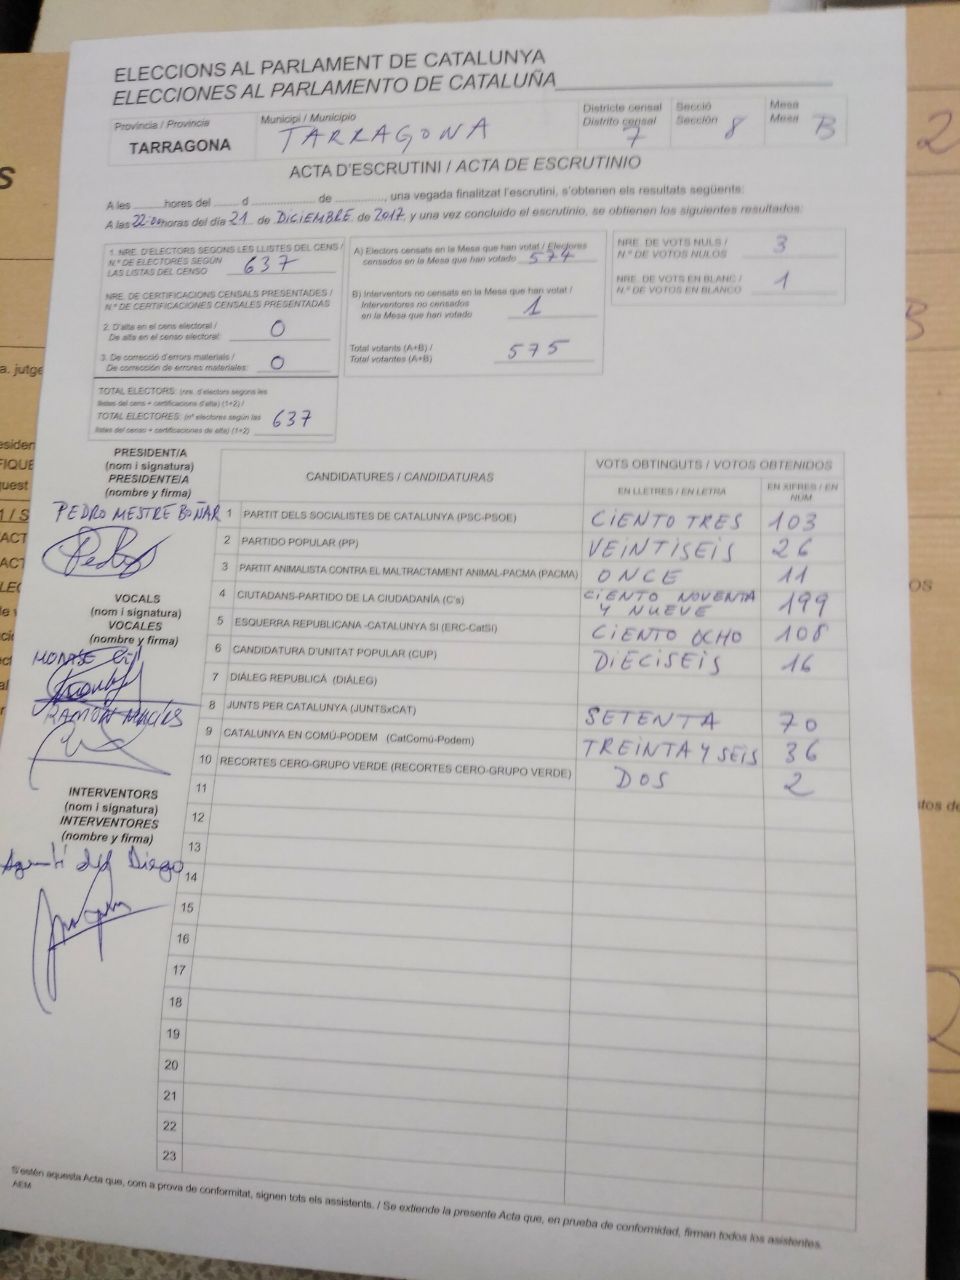 ELECCIONS AL PARLAMENT DE CATALUNYA
ELECCIONES AL PARLAMENTO DE CATALUÑA
Provincia / Provincia
TARRAGONA
Municipi / Municipio
TARRAGONA
Districte censal
Distrito censal
7
Secció
Sección
8
Mesa
Mesa
B
ACTA D'ESCRUTINI / ACTA DE ESCRUTINIO
A les ......hores del ...... d ............ de ............, una vegada finalitzat l'escrutini, s'obtenen els resultats següents:
A las 22:00 horas del día 21 de DICIEMBRE de 2017 y una vez concluido el escrutinio, se obtienen los siguientes resultados:
1. NRE. D'ELECTORS SEGONS LES LLISTES DEL CENS /
N.º DE ELECTORES SEGÚN
LAS LISTAS DEL CENSO 637
NRE. DE CERTIFICACIONS CENSALS PRESENTADES /
N.º DE CERTIFICACIONES CENSALES PRESENTADAS
2. D'alta en el cens electoral /
De alta en el censo electoral: 0
3. De correcció d'errors materials /
De corrección de errores materiales: 0
TOTAL ELECTORS: (nre. d'electors segons les
llistes del cens + certificacions d'alta) (1+2) /
TOTAL ELECTORES: (nº electores según las
listas del censo + certificaciones de alta) (1+2) 637
A) Electors censats en la Mesa que han votat / Electores
censados en la Mesa que han votado 574
B) Interventors no censats en la Mesa que han votat /
Interventores no censados
en la Mesa que han votado 1
Total votants (A+B) /
Total votantes (A+B) 575
NRE. DE VOTS NULS /
N.º DE VOTOS NULOS 3
NRE. DE VOTS EN BLANC /
N.º DE VOTOS EN BLANCO 1
PRESIDENT/A
(nom i signatura)
PRESIDENTE/A
(nombre y firma)
PEDRO MESTRE BOÑAR
VOCALS
(nom i signatura)
VOCALES
(nombre y firma)
RAMÓN
INTERVENTORS
(nom i signatura)
INTERVENTORES
(nombre y firma)
Diego
CANDIDATURES / CANDIDATURAS
VOTS OBTINGUTS / VOTOS OBTENIDOS
EN LLETRES / EN LETRA
EN XIFRES / EN NUM.
1 PARTIT DELS SOCIALISTES DE CATALUNYA (PSC-PSOE) CIENTO TRES 103
2 PARTIDO POPULAR (PP) VEINTISEIS 26
3 PARTIT ANIMALISTA CONTRA EL MALTRACTAMENT ANIMAL-PACMA (PACMA) ONCE 11
4 CIUTADANS-PARTIDO DE LA CIUDADANÍA (C's) CIENTO NOVENTA Y NUEVE 199
5 ESQUERRA REPUBLICANA -CATALUNYA SÍ (ERC-CatSí) CIENTO OCHO 108
6 CANDIDATURA D'UNITAT POPULAR (CUP) DIECISEIS 16
7 DIÀLEG REPUBLICÀ (DIÀLEG)
8 JUNTS PER CATALUNYA (JUNTSxCAT) SETENTA 70
9 CATALUNYA EN COMÚ-PODEM (CatComú-Podem) TREINTA Y SEIS 36
10 RECORTES CERO-GRUPO VERDE (RECORTES CERO-GRUPO VERDE) DOS 2
11
12
13
14
15
16
17
18
19
20
21
22
23
S'estén aquesta Acta que, com a prova de conformitat, signen tots els assistents. / Se extiende la presente Acta que, en prueba de conformidad, firman todos los asistentes.
AEM